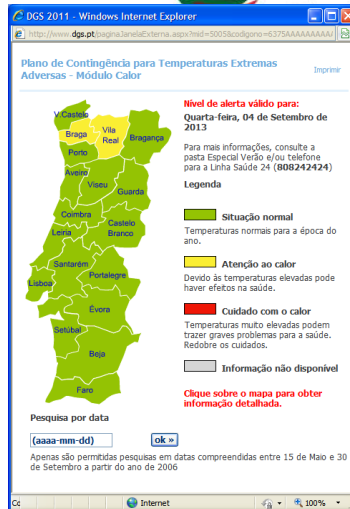 DGS 2011 - Windows Internet Explorer
http://www.dgs.pt/paginaJanelaExterna.aspx?mid=5005&codigono=6375AAAAAAAAA/
Plano de Contingência para Temperaturas Extremas
Adversas - Módulo Calor
Imprimir
V.Castelo
Braga
Vila
Real
Bragança
Porto
Aveiro
Viseu
Guarda
Coimbra
Castelo
Branco
Leiria
Santarém
Portalegre
Lisboa
Évora
Setúbal
Beja
Faro
Nível de alerta válido para:
Quarta-feira, 04 de Setembro de
2013
Para mais informações, consulte a
pasta Especial Verão e/ou telefone
para a Linha Saúde 24 (808242424)
Legenda
Situação normal
Temperaturas normais para a época do
ano.
Atenção ao calor
Devido às temperaturas elevadas pode
haver efeitos na saúde.
Cuidado com o calor
Temperaturas muito elevadas podem
trazer graves problemas para a saúde.
Redobre os cuidados.
Informação não disponível
Clique sobre o mapa para obter
informação detalhada.
Pesquisa por data
(aaaa-mm-dd)
ok »
Apenas são permitidas pesquisas em datas compreendidas entre 15 de Maio e 30
de Setembro a partir do ano de 2006
Internet
100%